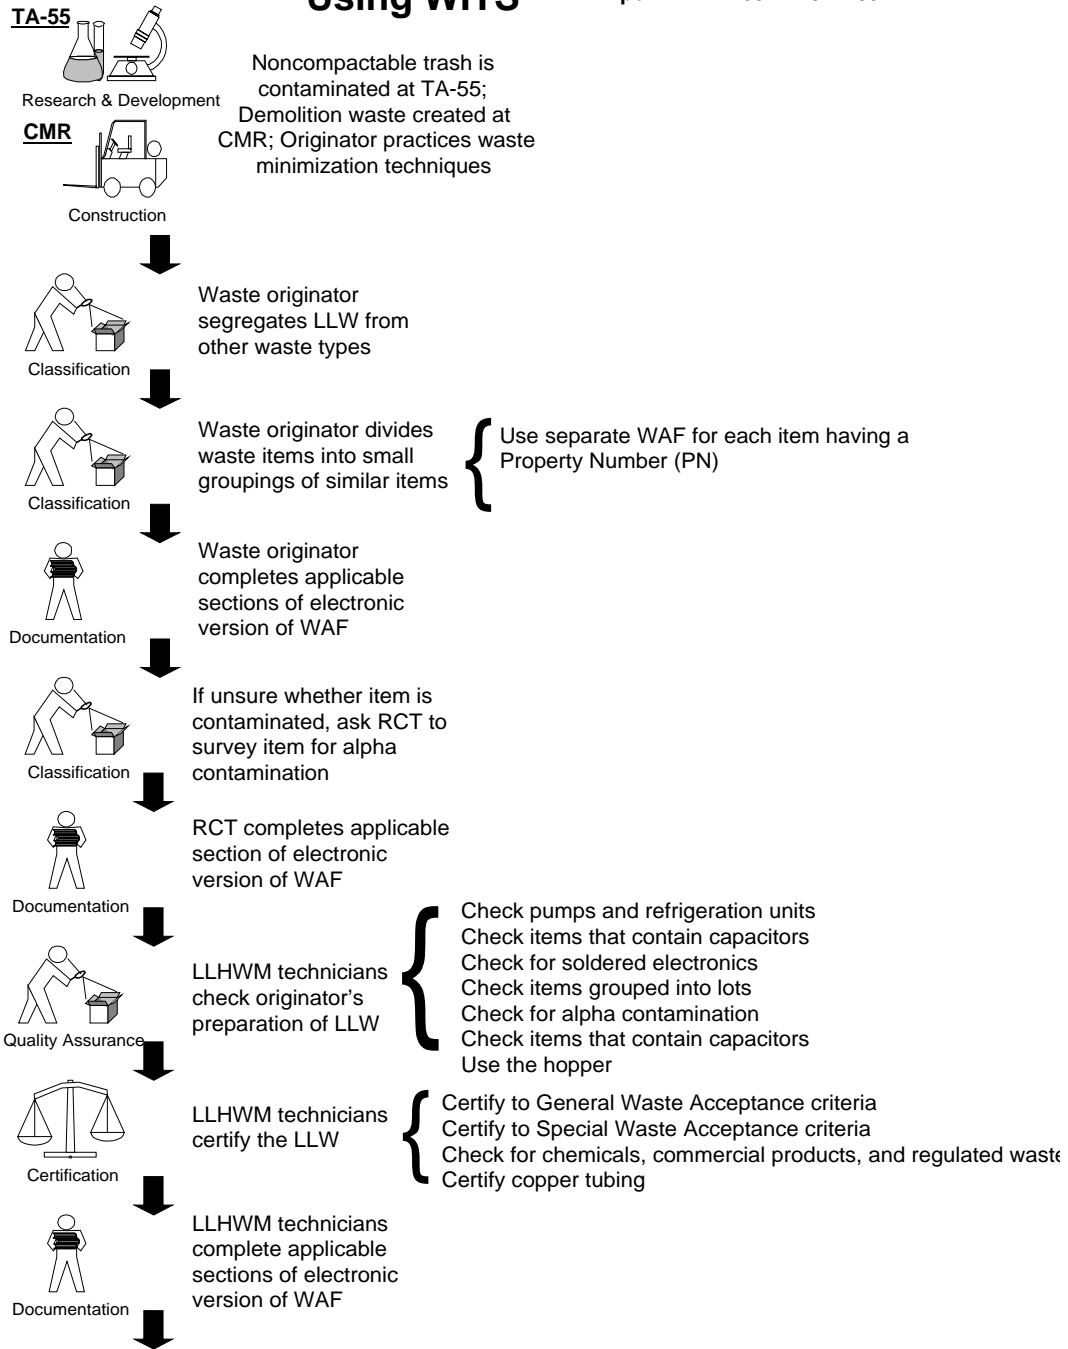 Using WITS
TA-55
Research & Development
CMR
Construction
Noncompactable trash is
contaminated at TA-55;
Demolition waste created at
CMR; Originator practices waste
minimization techniques
Classification
Waste originator
segregates LLW from
other waste types
Classification
Waste originator divides
waste items into small
groupings of similar items
Use separate WAF for each item having a
Property Number (PN)
Documentation
Waste originator
completes applicable
sections of electronic
version of WAF
Classification
If unsure whether item is
contaminated, ask RCT to
survey item for alpha
contamination
Documentation
RCT completes applicable
section of electronic
version of WAF
Quality Assurance
LLHWM technicians
check originator's
preparation of LLW
Check pumps and refrigeration units
Check items that contain capacitors
Check for soldered electronics
Check items grouped into lots
Check for alpha contamination
Check items that contain capacitors
Use the hopper
Certification
LLHWM technicians
certify the LLW
Certify to General Waste Acceptance criteria
Certify to Special Waste Acceptance criteria
Check for chemicals, commercial products, and regulated waste
Certify copper tubing
Documentation
LLHWM technicians
complete applicable
sections of electronic
version of WAF